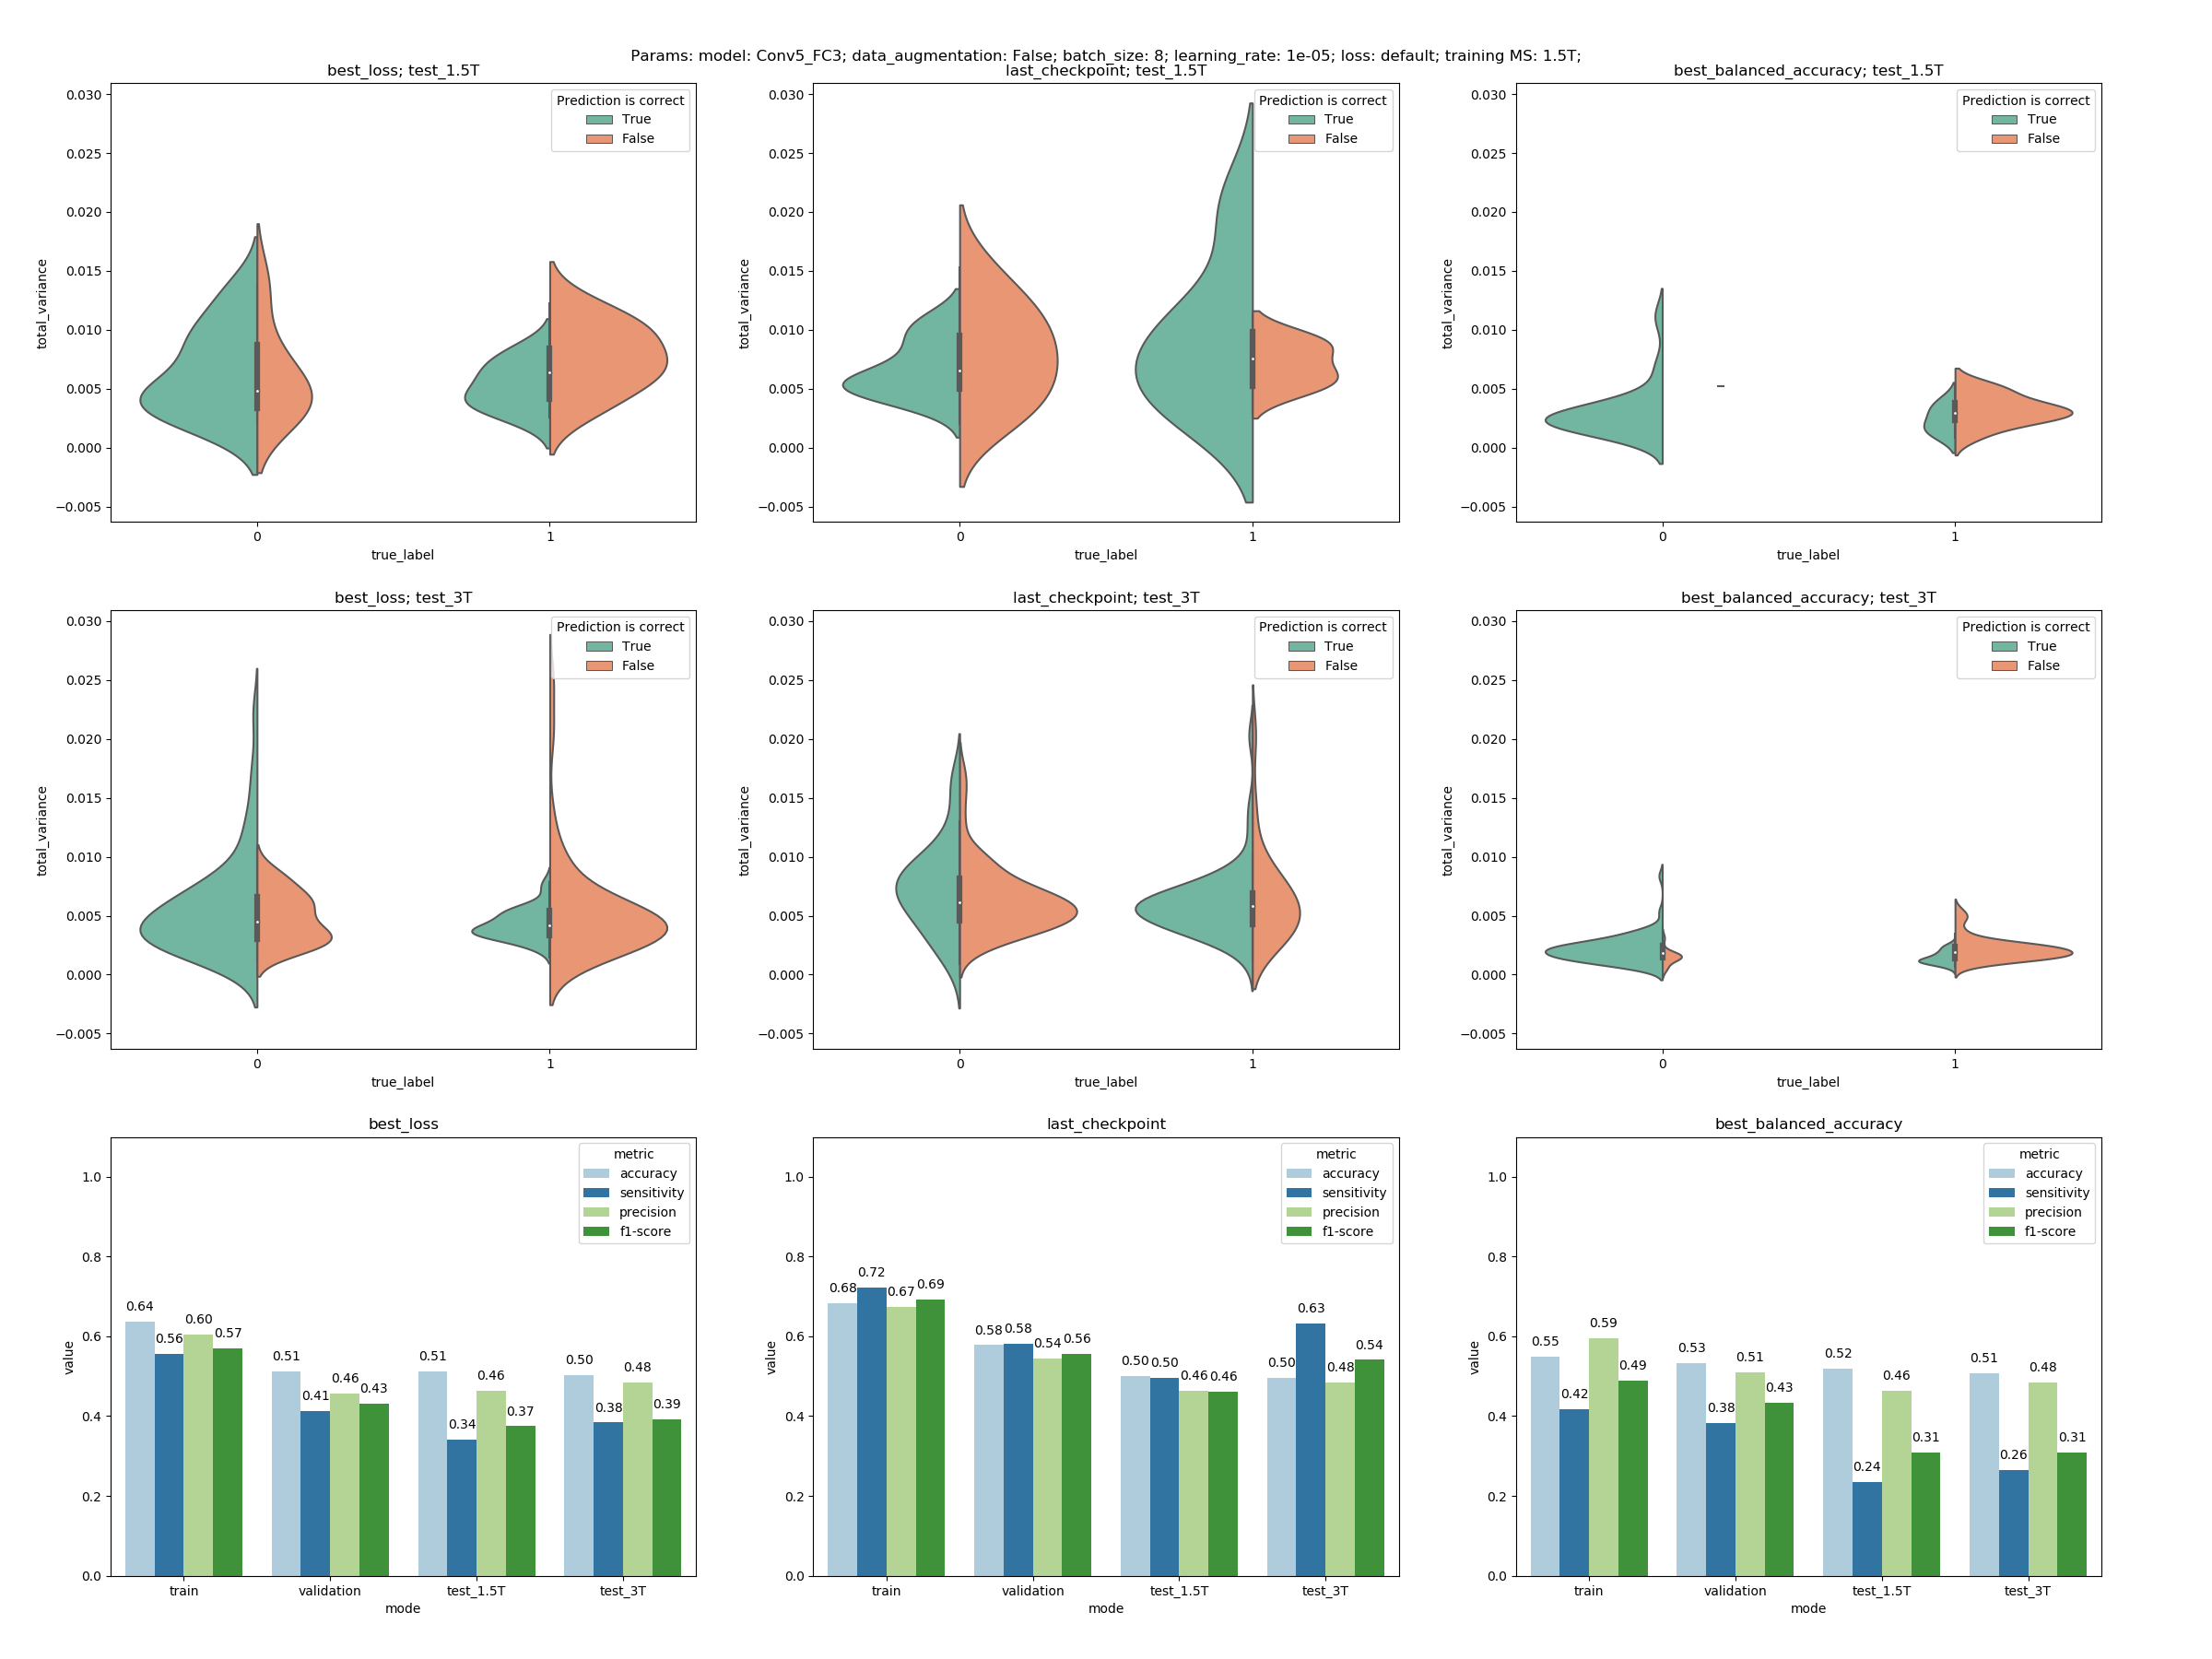 Params: model: Conv5_FC3; data_augmentation: False; batch_size: 8; learning_rate: 1e-05; loss: default; training MS: 1.5T;
best_loss; test_1.5T
0.030
0.025
0.020
0.015
0.010
0.005
0.000
−0.005
total_variance
Prediction is correct
True
False
0 1
true_label
last_checkpoint; test_1.5T
0.030
0.025
0.020
0.015
0.010
0.005
0.000
−0.005
total_variance
Prediction is correct
True
False
0 1
true_label
best_balanced_accuracy; test_1.5T
0.030
0.025
0.020
0.015
0.010
0.005
0.000
−0.005
total_variance
Prediction is correct
True
False
0 1
true_label
best_loss; test_3T
0.030
0.025
0.020
0.015
0.010
0.005
0.000
−0.005
total_variance
Prediction is correct
True
False
0 1
true_label
last_checkpoint; test_3T
0.030
0.025
0.020
0.015
0.010
0.005
0.000
−0.005
total_variance
Prediction is correct
True
False
0 1
true_label
best_balanced_accuracy; test_3T
0.030
0.025
0.020
0.015
0.010
0.005
0.000
−0.005
total_variance
Prediction is correct
True
False
0 1
true_label
best_loss
1.0
0.8
0.6
0.4
0.2
0.0
value
metric
accuracy
sensitivity
precision
f1-score
0.64 0.56 0.60 0.57
0.51 0.41 0.46 0.43
0.51 0.34 0.46 0.37
0.50 0.38 0.48 0.39
train validation test_1.5T test_3T
mode
last_checkpoint
1.0
0.8
0.6
0.4
0.2
0.0
value
metric
accuracy
sensitivity
precision
f1-score
0.68 0.72 0.67 0.69
0.58 0.58 0.54 0.56
0.50 0.50 0.46 0.46
0.50 0.63 0.48 0.54
train validation test_1.5T test_3T
mode
best_balanced_accuracy
1.0
0.8
0.6
0.4
0.2
0.0
value
metric
accuracy
sensitivity
precision
f1-score
0.55 0.42 0.59 0.49
0.53 0.38 0.51 0.43
0.52 0.24 0.46 0.31
0.51 0.26 0.48 0.31
train validation test_1.5T test_3T
mode